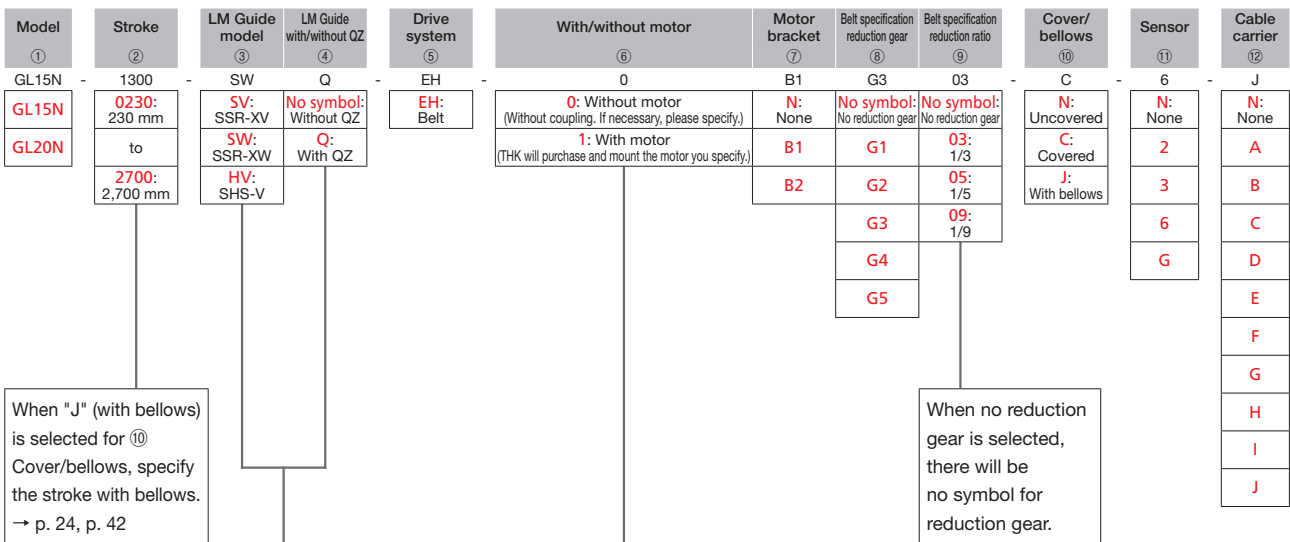 Model
Stroke
LM Guide model
LM Guide with/without QZ
Drive system
With/without motor
Motor bracket
Belt specification reduction gear
Belt specification reduction ratio
Cover/ bellows
Sensor
Cable carrier
① ② ③ ④ ⑤ ⑥ ⑦ ⑧ ⑨ ⑩ ⑪ ⑫
GL15N - 1300 - SW Q - EH - 0 B1 G3 03 - C - 6 - J
GL15N
GL20N
0230:
230 mm
to
2700:
2,700 mm
SV:
SSR-XV
SW:
SSR-XW
HV:
SHS-V
No symbol:
Without QZ
Q:
With QZ
EH:
Belt
0: Without motor
(Without coupling. If necessary, please specify.)
1: With motor
(THK will purchase and mount the motor you specify.)
N:
None
B1
B2
No symbol:
No reduction gear
G1
G2
G3
G4
G5
No symbol:
No reduction gear
03:
1/3
05:
1/5
09:
1/9
N:
Uncovered
C:
Covered
J:
With bellows
N:
None
2
3
6
G
N:
None
A
B
C
D
E
F
G
H
I
J
When "J" (with bellows)
is selected for ⑩
Cover/bellows, specify
the stroke with bellows.
→ p. 24, p. 42
When no reduction
gear is selected,
there will be
no symbol for
reduction gear.